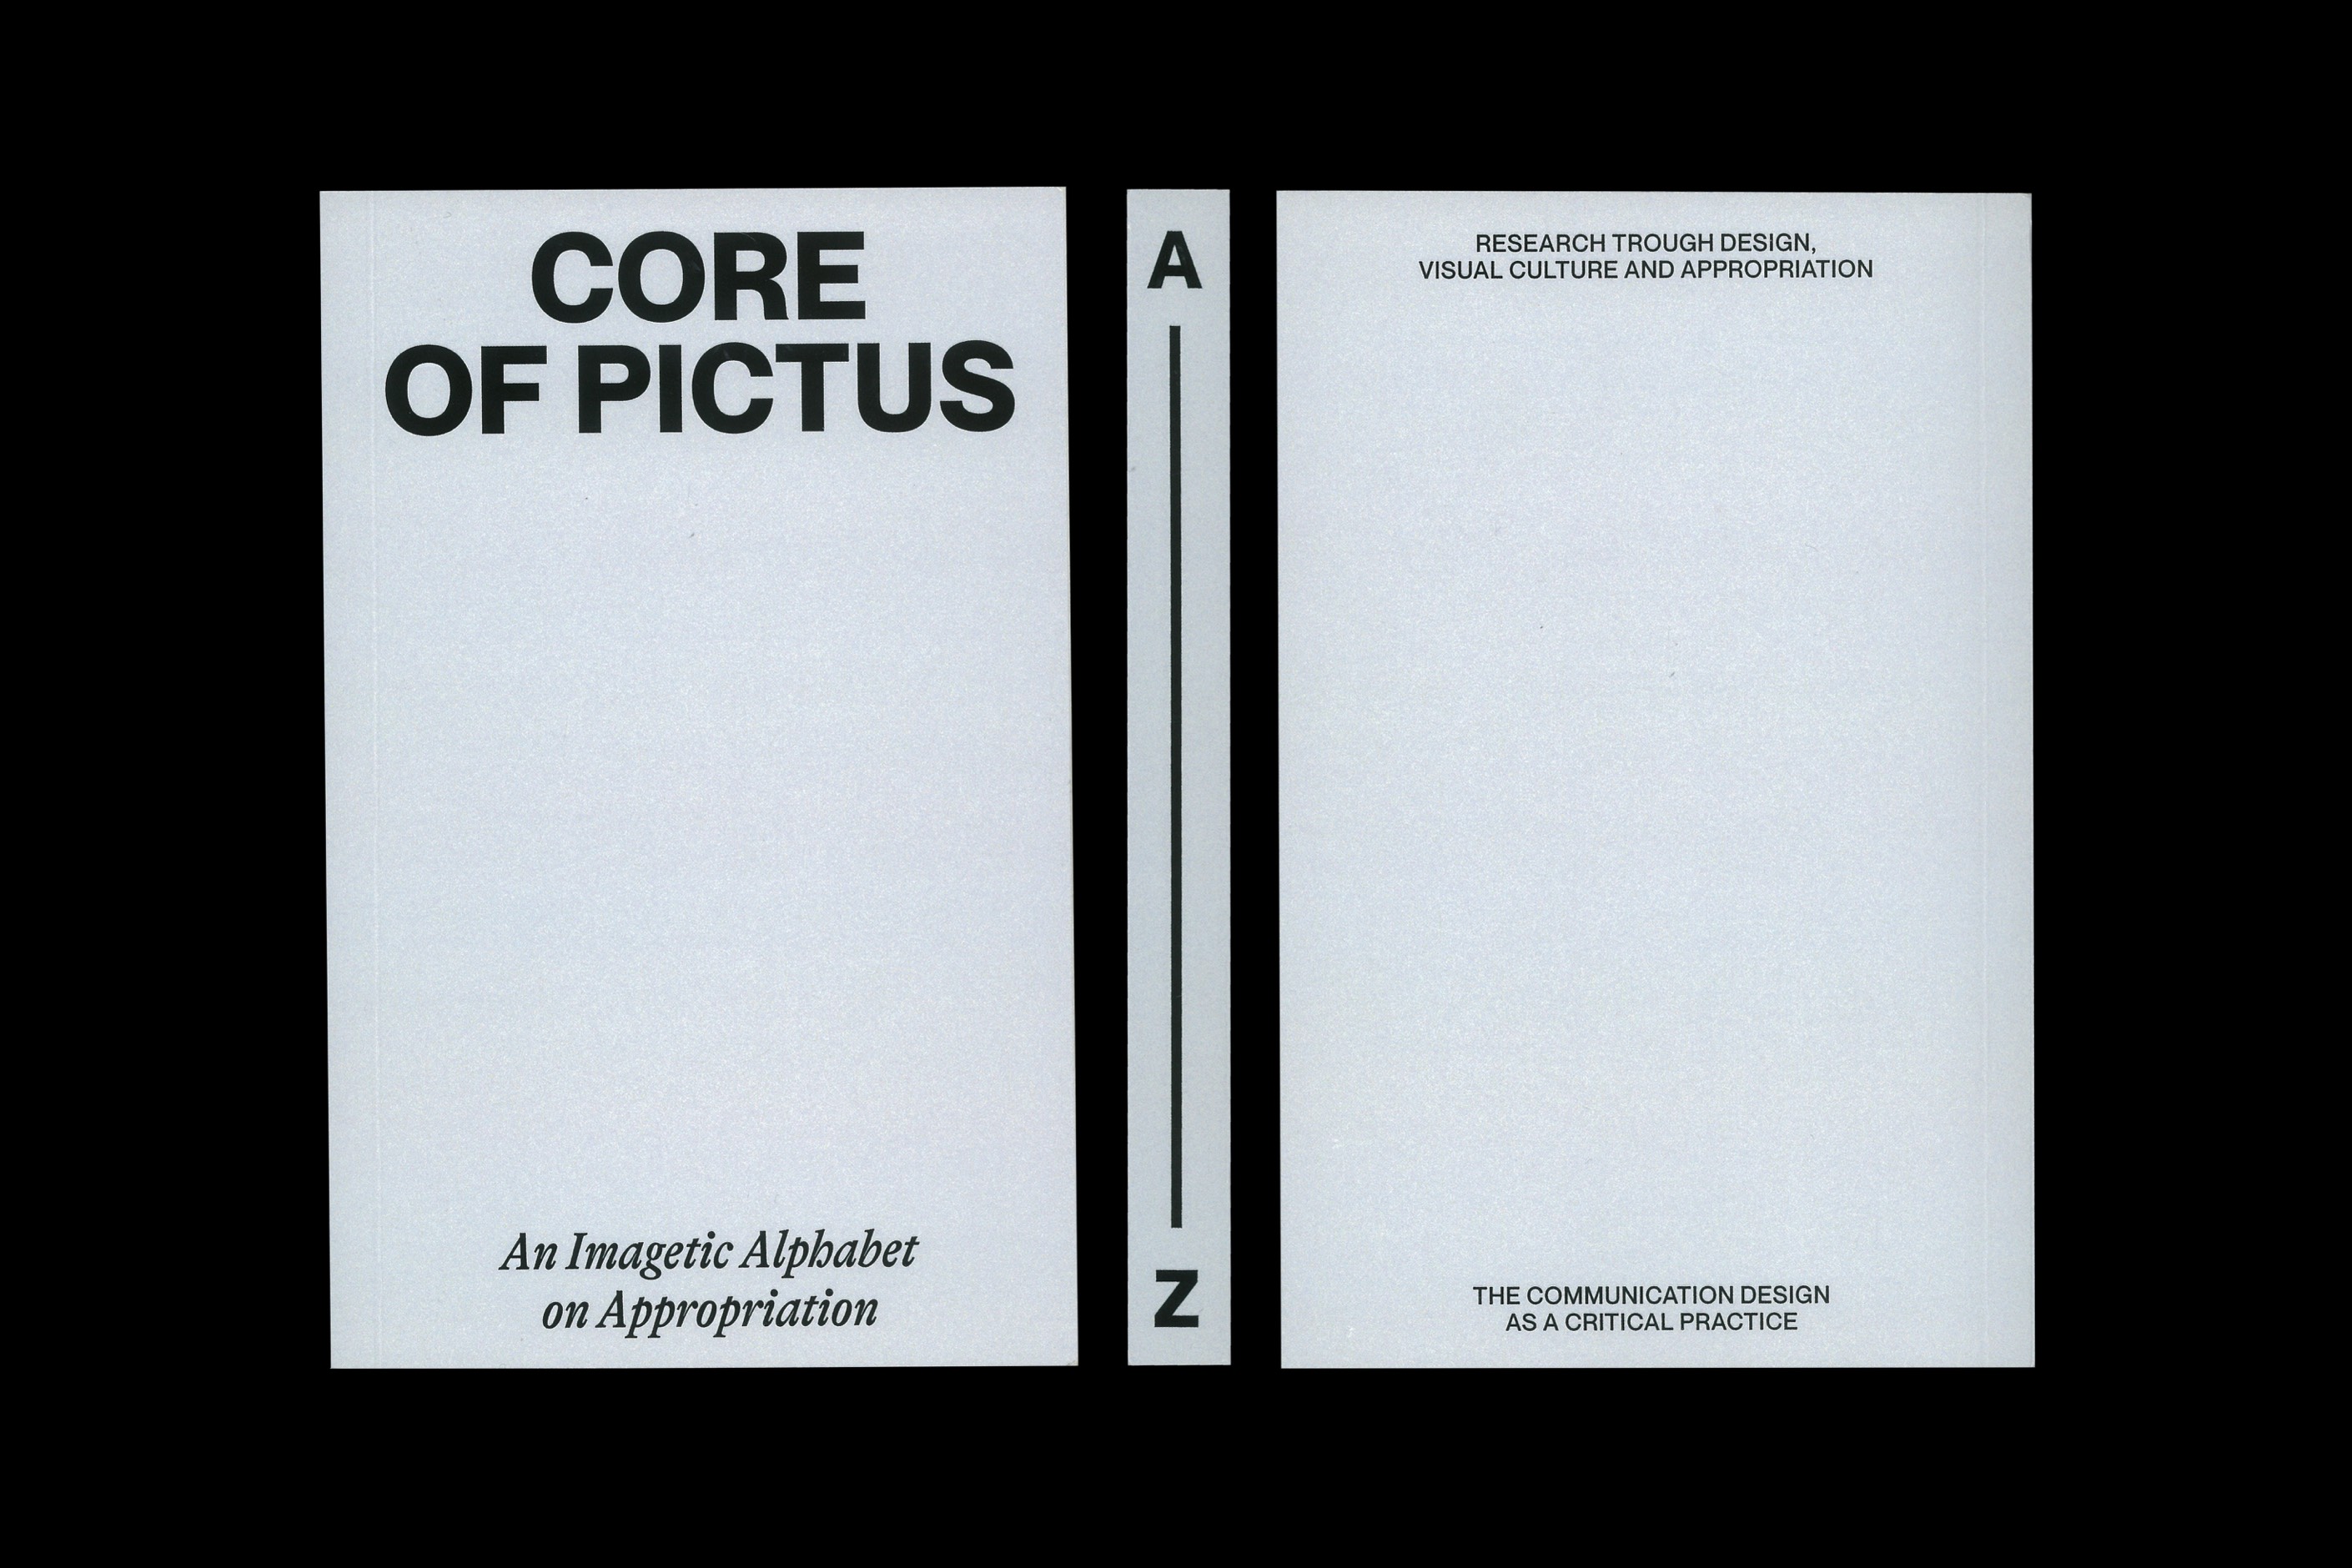 CORE
OF PICTUS
An Imagetic Alphabet
on Appropriation
A
Z
RESEARCH TROUGH DESIGN,
VISUAL CULTURE AND APPROPRIATION
THE COMMUNICATION DESIGN
AS A CRITICAL PRACTICE